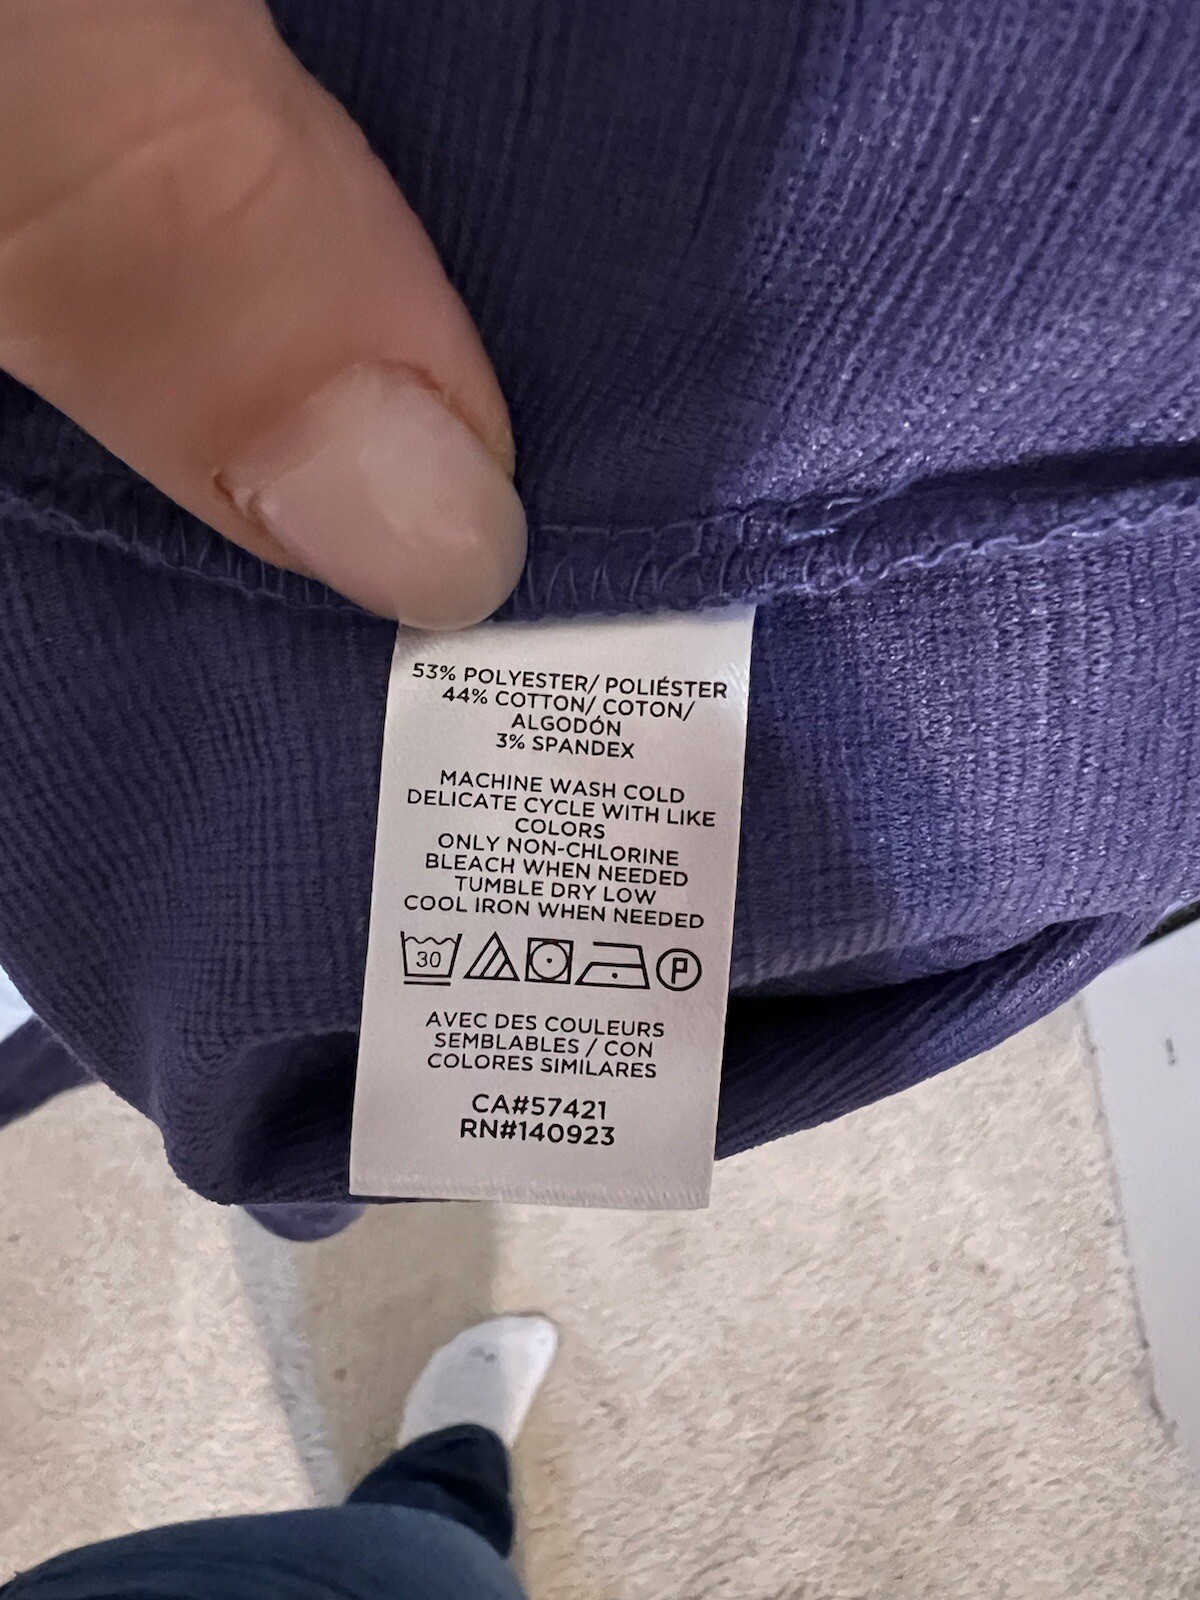 53% POLYESTER/ POLIÉSTER
44% COTTON/ COTON/
ALGODÓN
3% SPANDEX
MACHINE WASH COLD
DELICATE CYCLE WITH LIKE
COLORS
ONLY NON-CHLORINE
BLEACH WHEN NEEDED
TUMBLE DRY LOW
COOL IRON WHEN NEEDED
30 P
AVEC DES COULEURS
SEMBLABLES / CON
COLORES SIMILARES
CA#57421
RN#140923